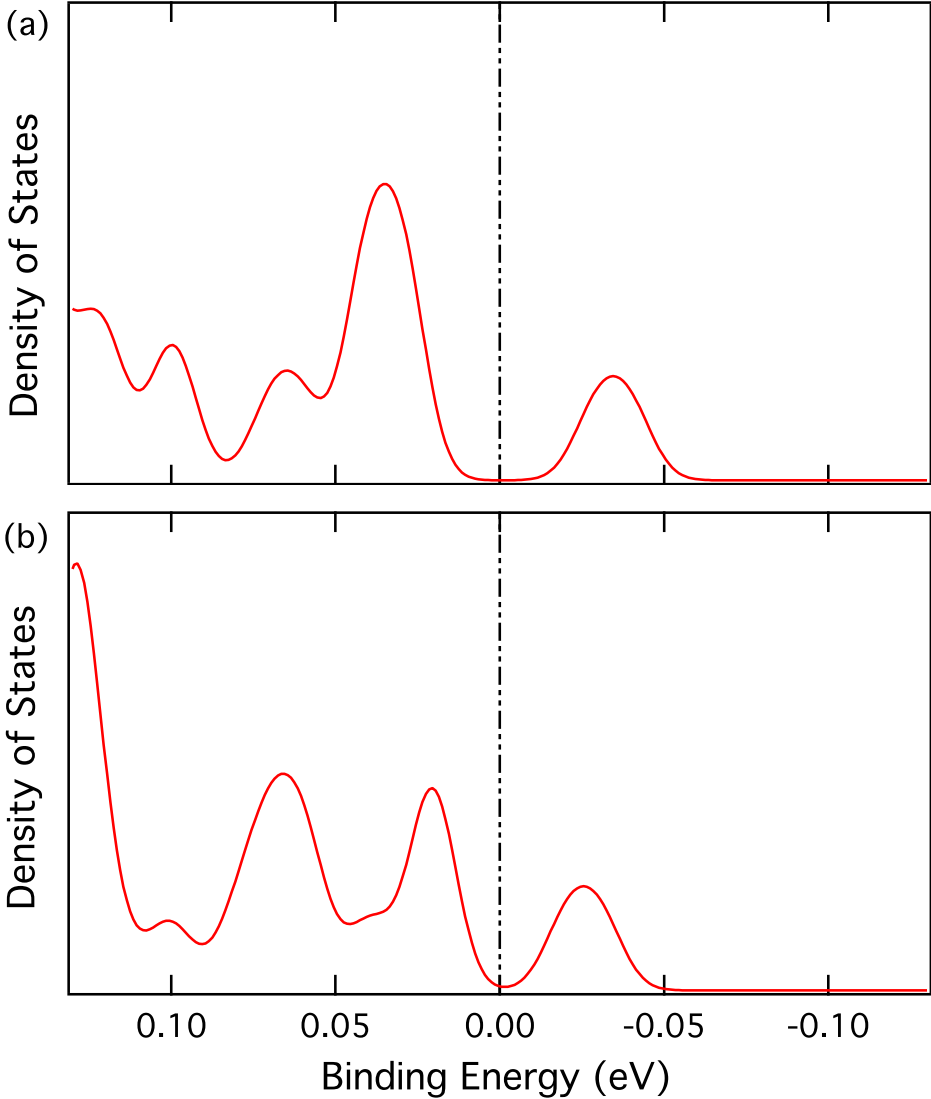 (a)
Density of States
(b)
Density of States
0.10 0.05 0.00 -0.05 -0.10
Binding Energy (eV)